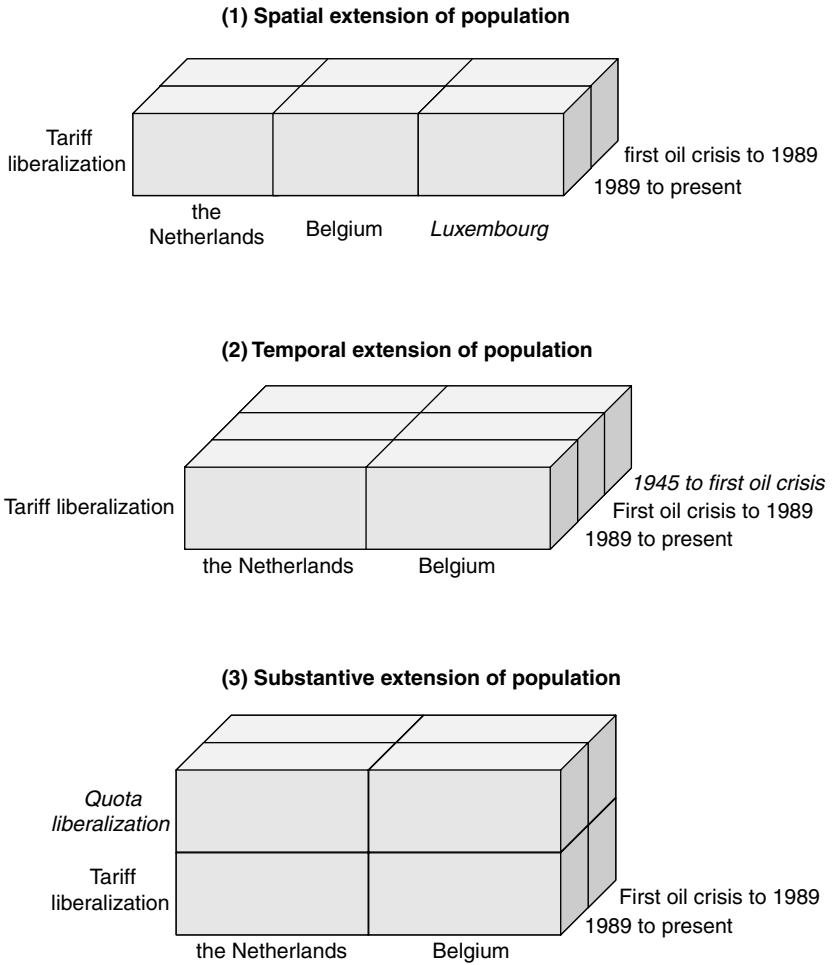 (1) Spatial extension of population
Tariff
liberalization
first oil crisis to 1989
1989 to present
the
Netherlands
Belgium
Luxembourg
(2) Temporal extension of population
Tariff liberalization
1945 to first oil crisis
First oil crisis to 1989
1989 to present
the Netherlands
Belgium
(3) Substantive extension of population
Quota
liberalization
Tariff
liberalization
First oil crisis to 1989
1989 to present
the Netherlands
Belgium